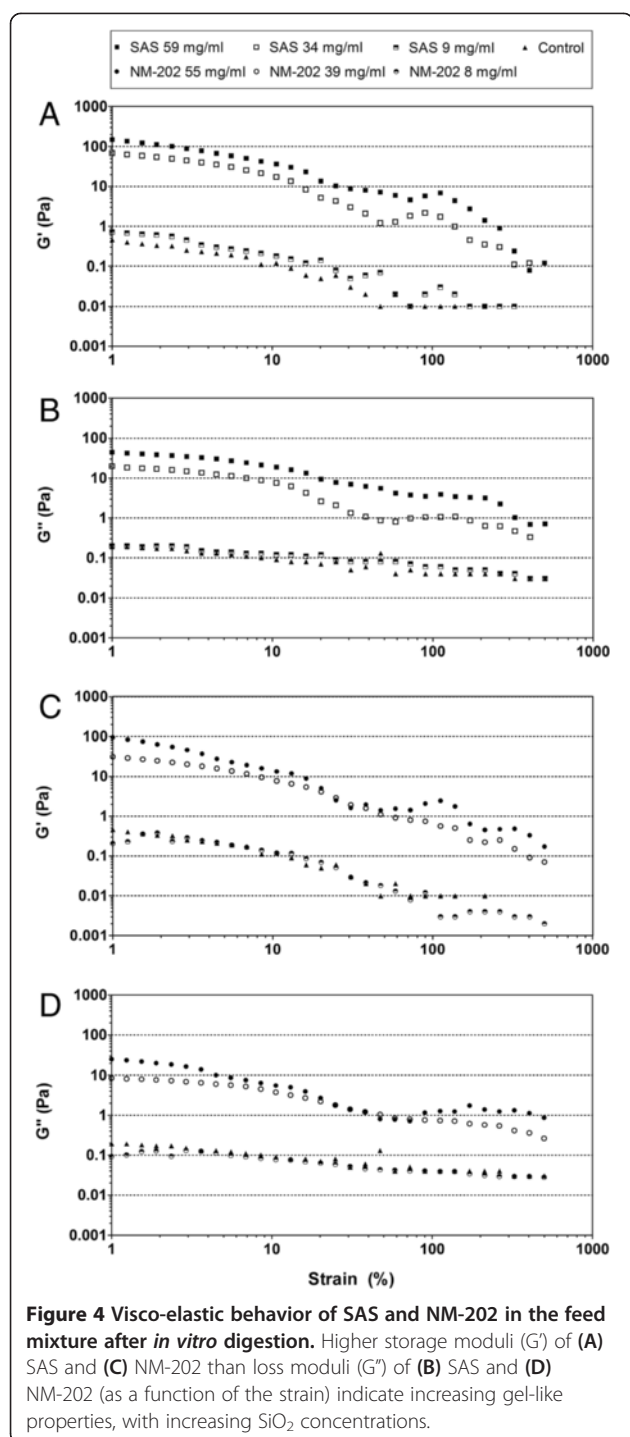 SAS 59 mg/ml SAS 34 mg/ml SAS 9 mg/ml Control
NM-202 55 mg/ml NM-202 39 mg/ml NM-202 8 mg/ml
A
1000
100
10
1
0.1
0.01
0.001
G' (Pa)
1 10 100 1000
B
1000
100
10
1
0.1
0.01
0.001
G'' (Pa)
1 10 100 1000
C
1000
100
10
1
0.1
0.01
0.001
G' (Pa)
1 10 100 1000
D
1000
100
10
1
0.1
0.01
0.001
G'' (Pa)
1 10 100 1000
Strain (%)
Figure 4 Visco-elastic behavior of SAS and NM-202 in the feed
mixture after in vitro digestion. Higher storage moduli (G') of (A)
SAS and (C) NM-202 than loss moduli (G") of (B) SAS and (D)
NM-202 (as a function of the strain) indicate increasing gel-like
properties, with increasing SiO₂ concentrations.